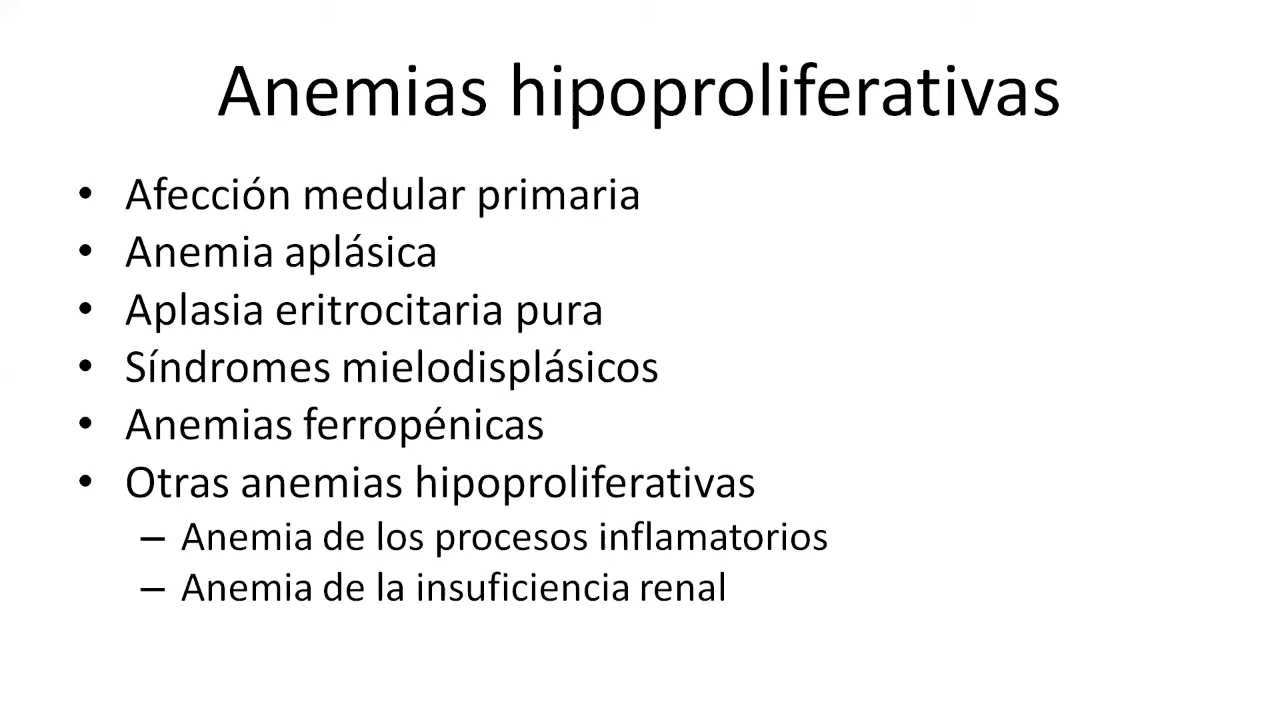 Anemias hipoproliferativas
• Afección medular primaria
• Anemia aplásica
• Aplasia eritrocitaria pura
• Síndromes mielodisplásicos
• Anemias ferropénicas
• Otras anemias hipoproliferativas
– Anemia de los procesos inflamatorios
– Anemia de la insuficiencia renal